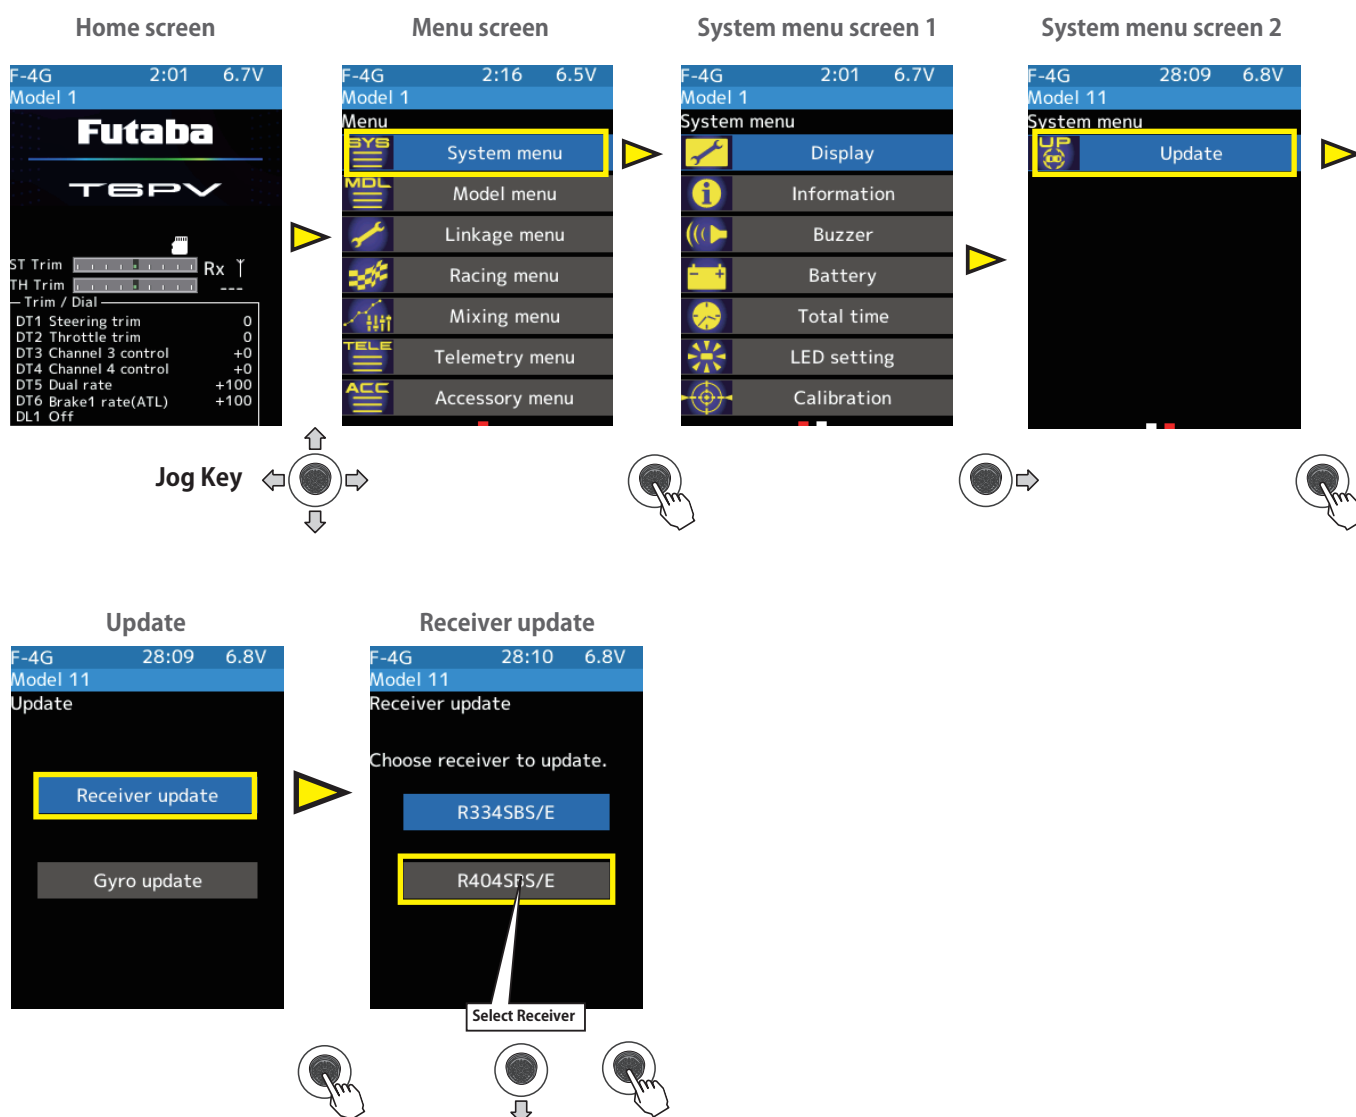 Home screen
Menu screen
System menu screen 1
System menu screen 2
F-4G 2:01 6.7V
Model 1
Futaba
T6PV
ST Trim
Rx
TH Trim
---
Trim / Dial
DT1 Steering trim 0
DT2 Throttle trim 0
DT3 Channel 3 control +0
DT4 Channel 4 control +0
DT5 Dual rate +100
DT6 Brake1 rate(ATL) +100
DL1 Off
F-4G 2:16 6.5V
Model 1
Menu
SYS System menu
MDL Model menu
Linkage menu
Racing menu
Mixing menu
TELE Telemetry menu
ACC Accessory menu
F-4G 2:01 6.7V
Model 1
System menu
Display
Information
Buzzer
Battery
Total time
LED setting
Calibration
F-4G 28:09 6.8V
Model 11
System menu
UP Update
Jog Key
Update
Receiver update
F-4G 28:09 6.8V
Model 11
Update
Receiver update
Gyro update
F-4G 28:10 6.8V
Model 11
Receiver update
Choose receiver to update.
R334SBS/E
R404SBS/E
Select Receiver